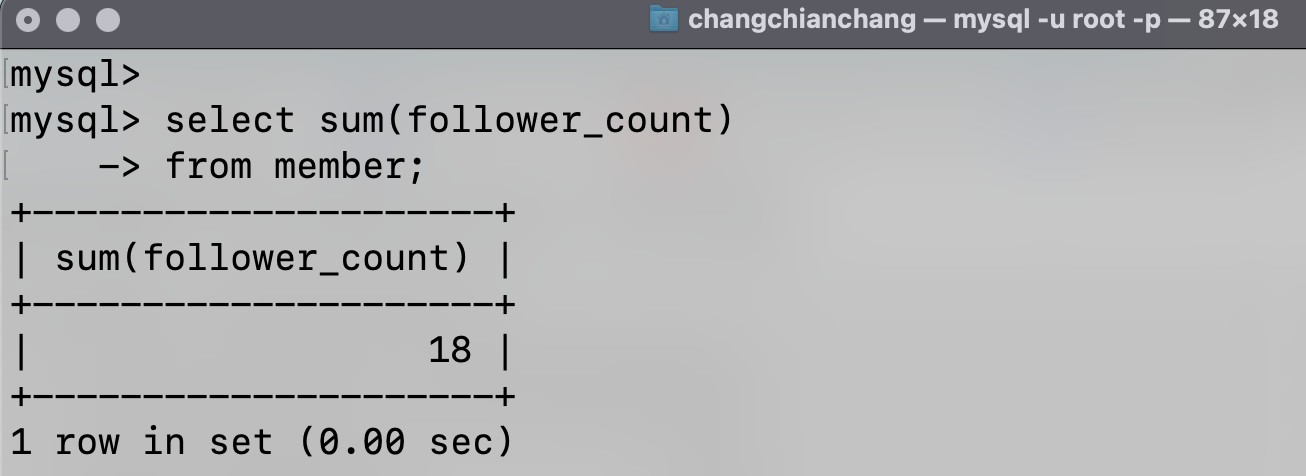 changchianchang — mysql -u root -p — 87×18
mysql>
mysql> select sum(follower_count)
    -> from member;
+---------------------+
| sum(follower_count) |
+---------------------+
|                  18 |
+---------------------+
1 row in set (0.00 sec)